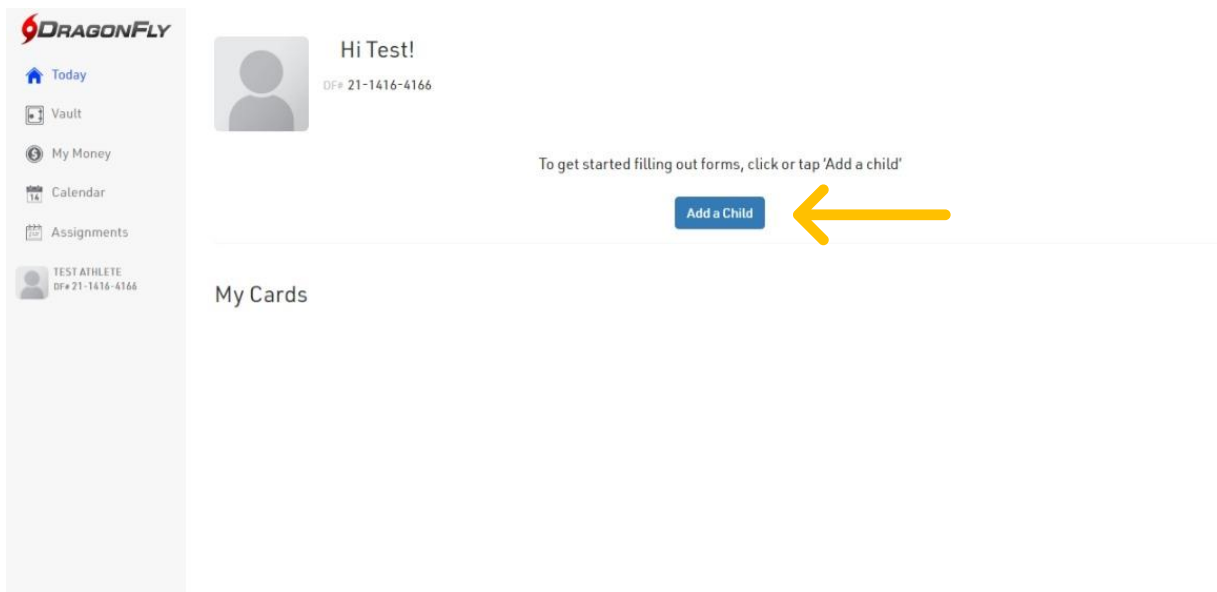 DRAGONFLY
Today
Vault
My Money
Calendar
14
Assignments
TEST ATHLETE
DF# 21-1416-4166
Hi Test!
DF# 21-1416-4166
To get started filling out forms, click or tap 'Add a child'
Add a Child
My Cards